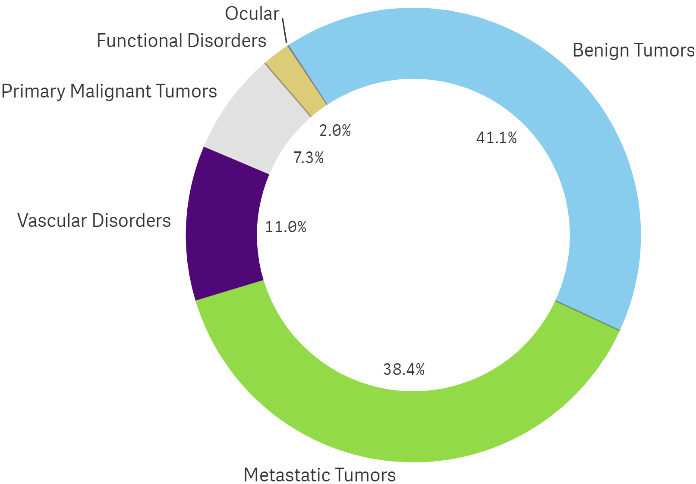 Ocular
Functional Disorders
Benign Tumors
Primary Malignant Tumors
2.0%
41.1%
7.3%
Vascular Disorders
11.0%
38.4%
Metastatic Tumors